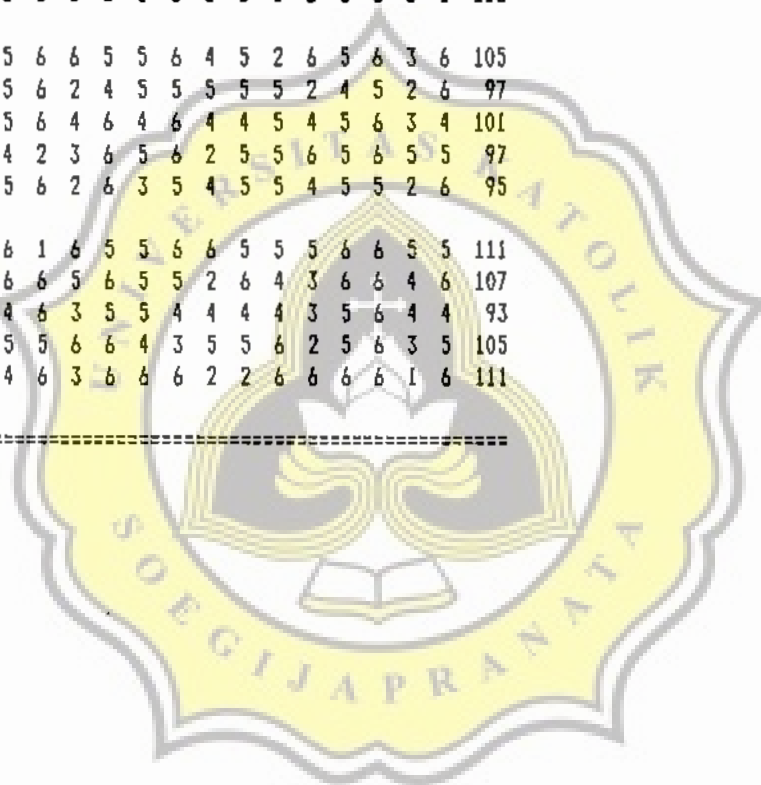 5 6 6 5 5 6 4 5 2 6 5 6 3 6 105
5 6 2 4 5 5 5 5 5 2 4 5 2 6 97
5 6 4 6 4 6 4 4 5 4 5 6 3 4 101
4 2 3 6 5 6 2 5 5 6 5 6 5 5 97
5 6 2 6 3 5 4 5 5 4 5 5 2 6 95
6 1 6 5 5 6 6 5 5 5 6 6 5 5 111
6 6 5 6 5 5 2 6 4 3 6 6 4 6 107
4 6 3 5 5 4 4 4 4 3 5 6 4 4 93
5 5 6 6 4 3 5 5 6 2 5 6 3 5 105
4 6 3 6 6 6 2 2 6 6 6 6 1 6 111
UNIVERSITAS KATOLIK
SOEGIJAPRANATA